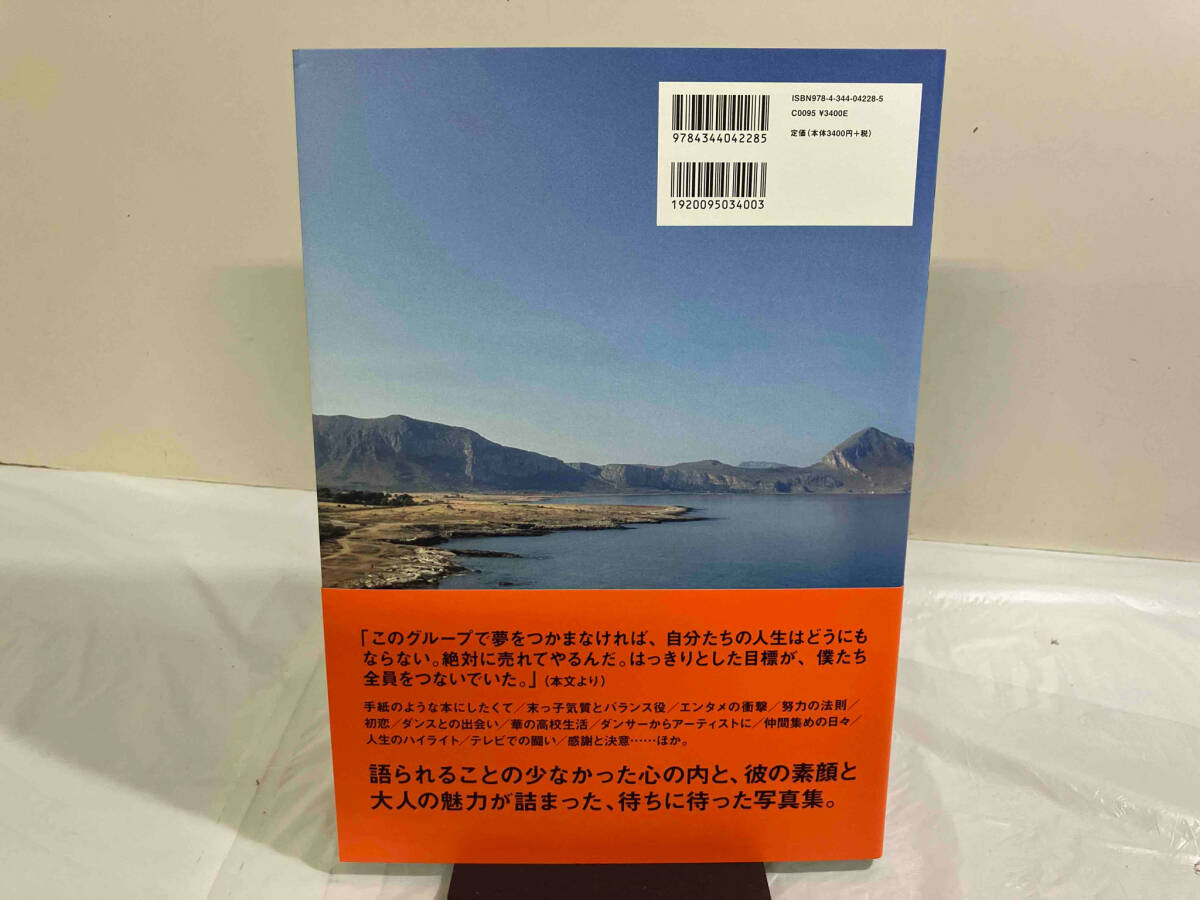 ISBN978-4-344-04228-5
C0095 ¥3400E
定価(本体3400円+税)
9784344042285
1920095034003
「このグループで夢をつかまなければ、自分たちの人生はどうにも
ならない。絶対に売れてやるんだ。はっきりとした目標が、僕たち
全員をつないでいた。」(本文より)
手紙のような本にしたくて/末っ子気質とバランス役/エンタメの衝撃/努力の法則/
初恋/ダンスとの出会い/華の高校生活/ダンサーからアーティストに/仲間集めの日々/
人生のハイライト/テレビでの闘い/感謝と決意……ほか。
語られることの少なかった心の内と、彼の素顔と
大人の魅力が詰まった、待ちに待った写真集。